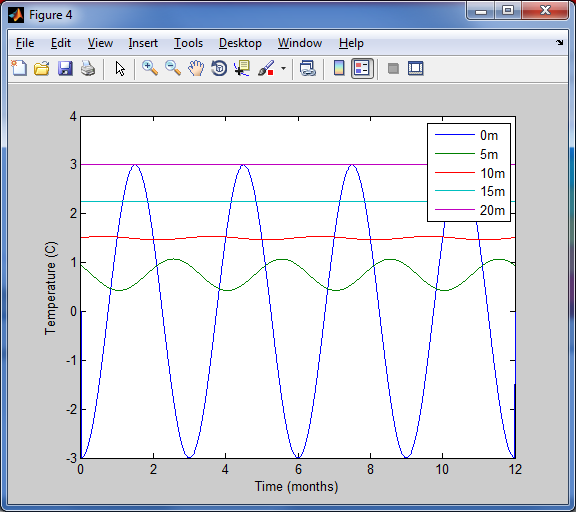 Figure 4
File Edit View Insert Tools Desktop Window Help
4
3
2
1
0
-1
-2
-3
Temperature (C)
0m
5m
10m
15m
20m
0 2 4 6 8 10 12
Time (months)